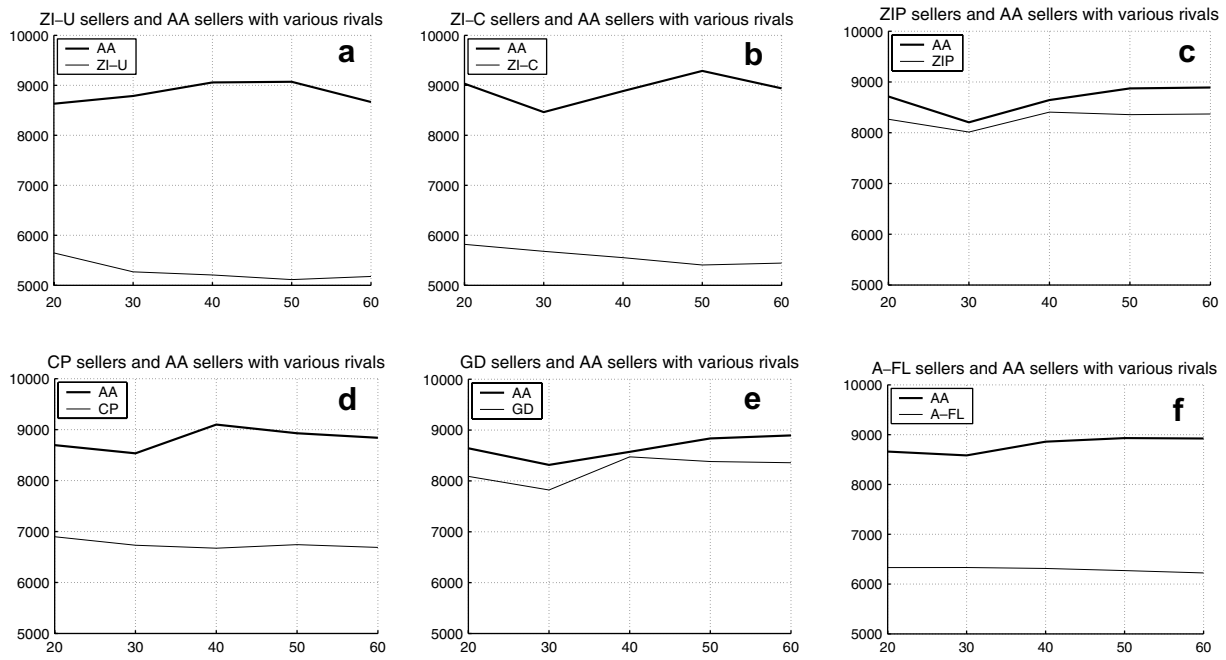 ZI–U sellers and AA sellers with various rivals
10000
9000
8000
7000
6000
5000
20 30 40 50 60
AA
ZI–U
a
ZI–C sellers and AA sellers with various rivals
10000
9000
8000
7000
6000
5000
20 30 40 50 60
AA
ZI–C
b
ZIP sellers and AA sellers with various rivals
10000
9000
8000
7000
6000
5000
20 30 40 50 60
AA
ZIP
c
CP sellers and AA sellers with various rivals
10000
9000
8000
7000
6000
5000
20 30 40 50 60
AA
CP
d
GD sellers and AA sellers with various rivals
10000
9000
8000
7000
6000
5000
20 30 40 50 60
AA
GD
e
A–FL sellers and AA sellers with various rivals
10000
9000
8000
7000
6000
5000
20 30 40 50 60
AA
A–FL
f